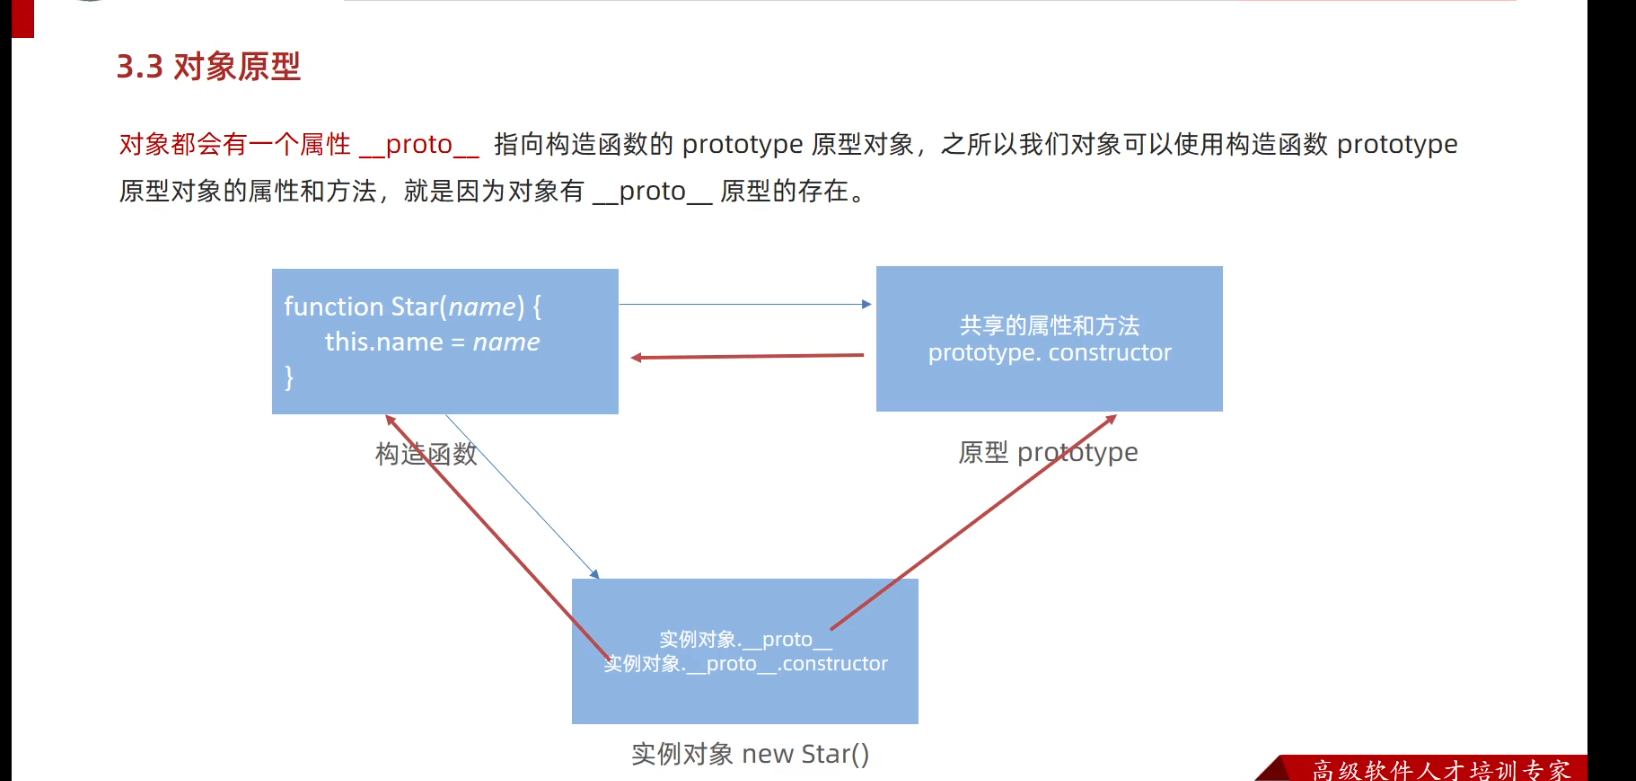 3.3 对象原型
对象都会有一个属性 __proto__ 指向构造函数的 prototype 原型对象，之所以我们对象可以使用构造函数 prototype
原型对象的属性和方法，就是因为对象有 __proto__ 原型的存在。
function Star(name) {
this.name = name
}
共享的属性和方法
prototype. constructor
构造函数
原型 prototype
实例对象.__proto__
实例对象.__proto__.constructor
实例对象 new Star()
高级软件人才培训专家